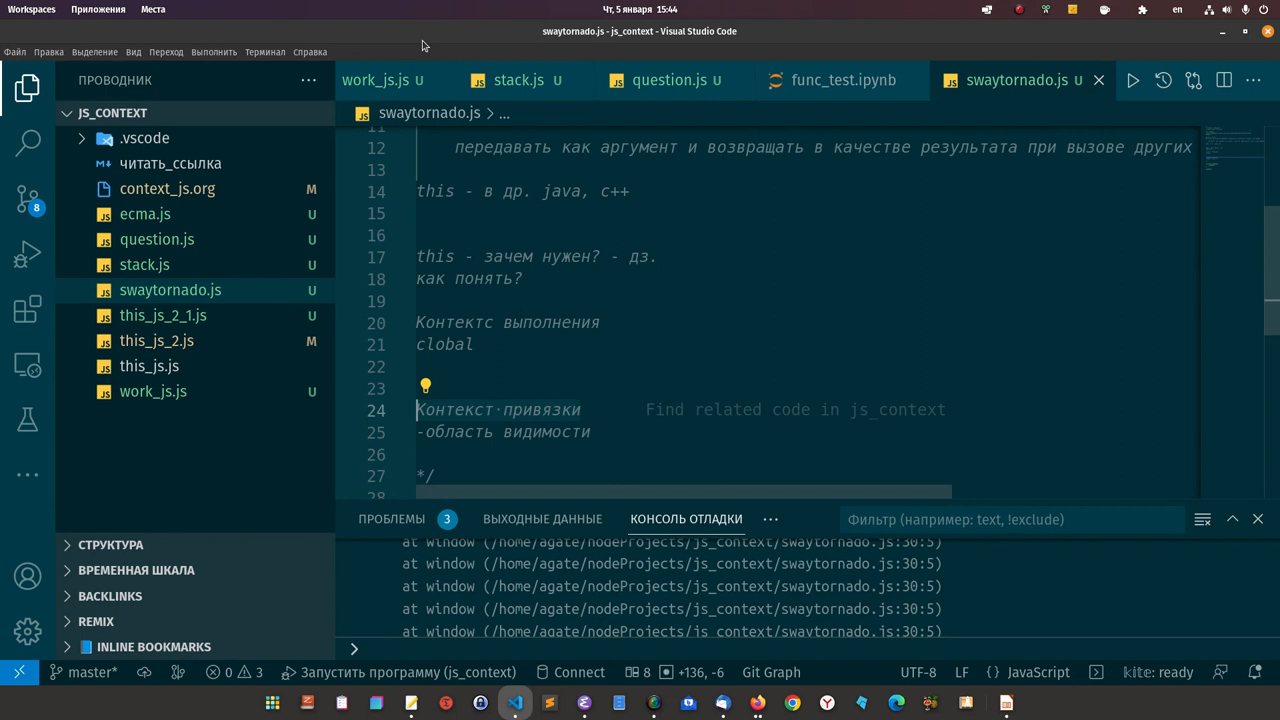 Workspaces Приложения Места Чт, 5 января 15:44 en
swaytornado.js - js_context - Visual Studio Code
Файл Правка Выделение Вид Переход Выполнить Терминал Справка
ПРОВОДНИК
work_js.js U stack.js U question.js U func_test.ipynb swaytornado.js U
JS_CONTEXT
swaytornado.js > ...
.vscode
читать_ссылка
context_js.org M
ecma.js U
question.js U
stack.js U
swaytornado.js U
this_js_2_1.js U
this_js_2.js M
this_js.js
work_js.js U
11
12 передавать как аргумент и возвращать в качестве результата при вызове других
13
14 this - в др. java, c++
15
16
17 this - зачем нужен? - дз.
18 как понять?
19
20 Контектс выполнения
21 clobal
22
23
24 Контекст·привязки Find related code in js_context
25 -область видимости
26
27 */
28
8
СТРУКТУРА
ВРЕМЕННАЯ ШКАЛА
BACKLINKS
REMIX
INLINE BOOKMARKS
ПРОБЛЕМЫ 3 ВЫХОДНЫЕ ДАННЫЕ КОНСОЛЬ ОТЛАДКИ Фильтр (например: text, !exclude)
at window (/home/agate/nodeProjects/js_context/swaytornado.js:30:5)
at window (/home/agate/nodeProjects/js_context/swaytornado.js:30:5)
at window (/home/agate/nodeProjects/js_context/swaytornado.js:30:5)
at window (/home/agate/nodeProjects/js_context/swaytornado.js:30:5)
at window (/home/agate/nodeProjects/js_context/swaytornado.js:30:5)
master* 0 3 Запустить программу (js_context) Connect 8 +136, -6 Git Graph UTF-8 LF {} JavaScript kite: ready